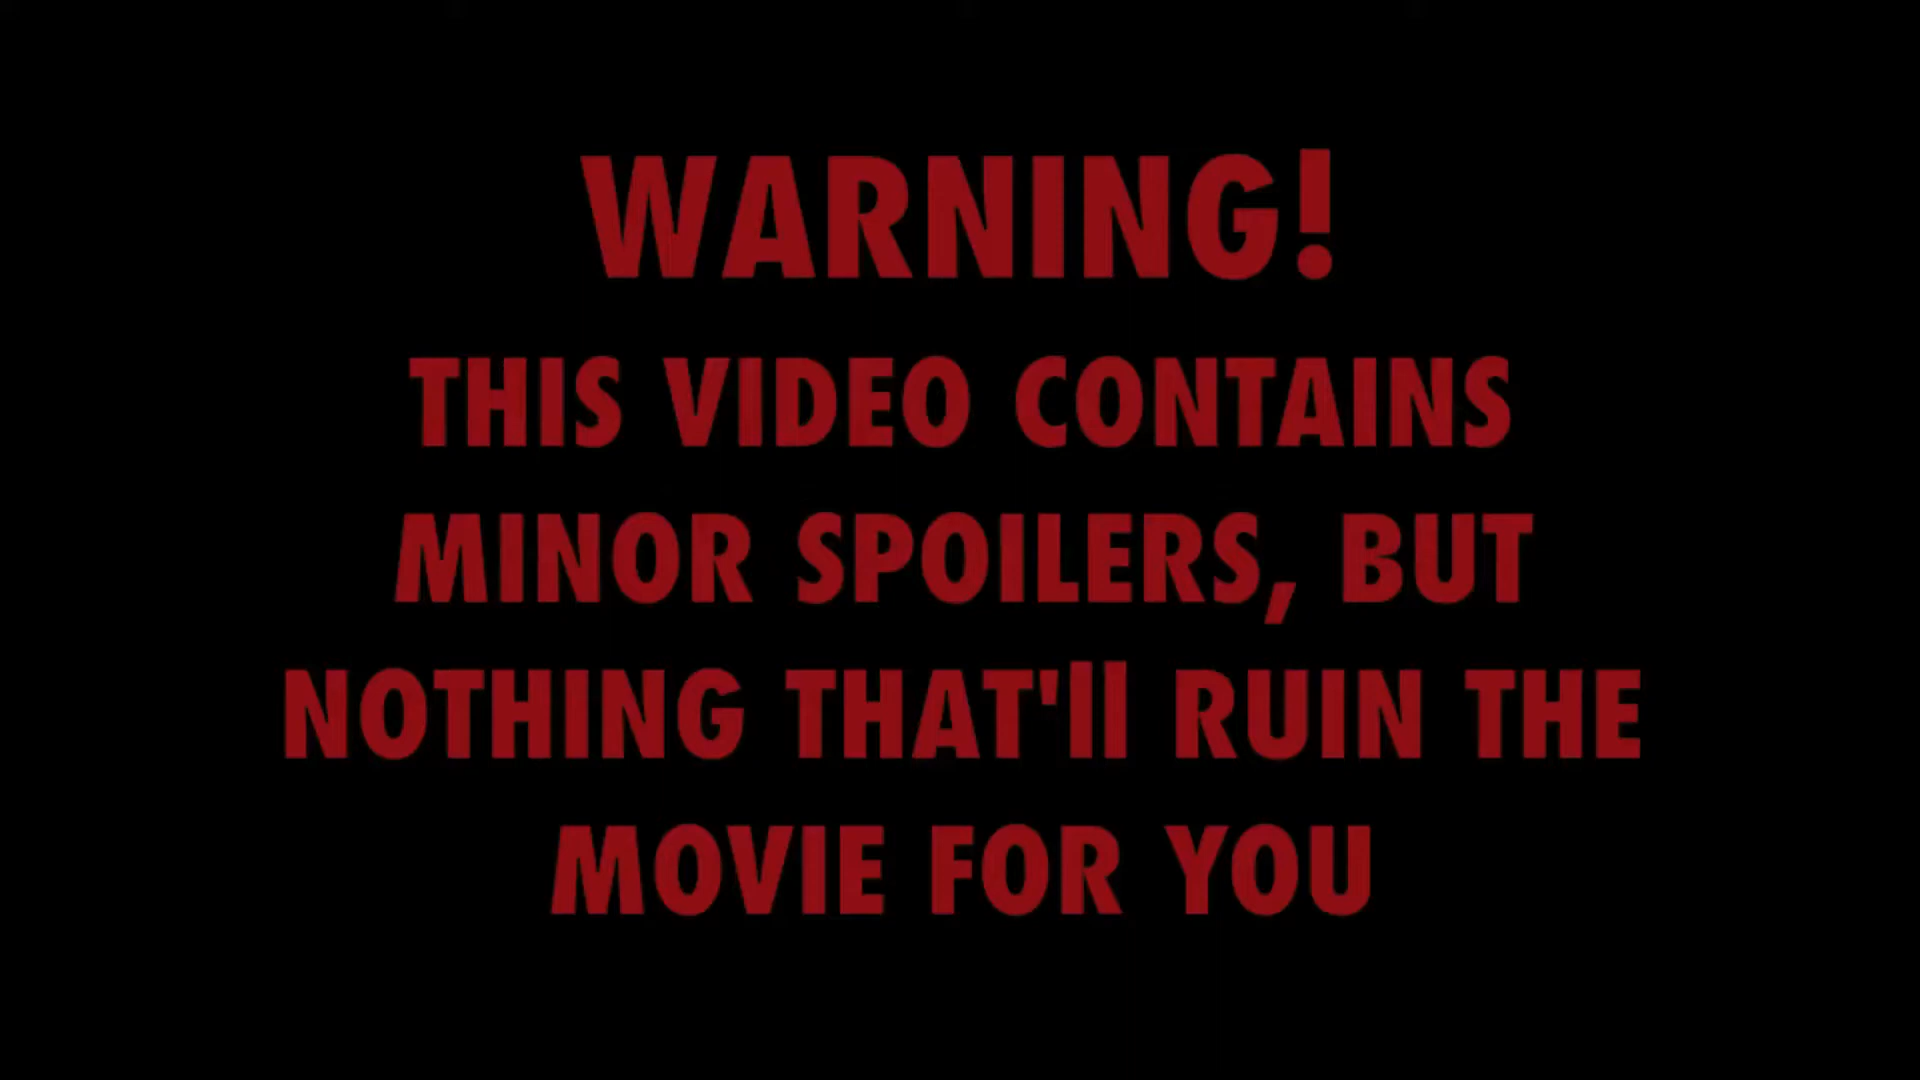 WARNING!
THIS VIDEO CONTAINS
MINOR SPOILERS, BUT
NOTHING THAT'll RUIN THE
MOVIE FOR YOU